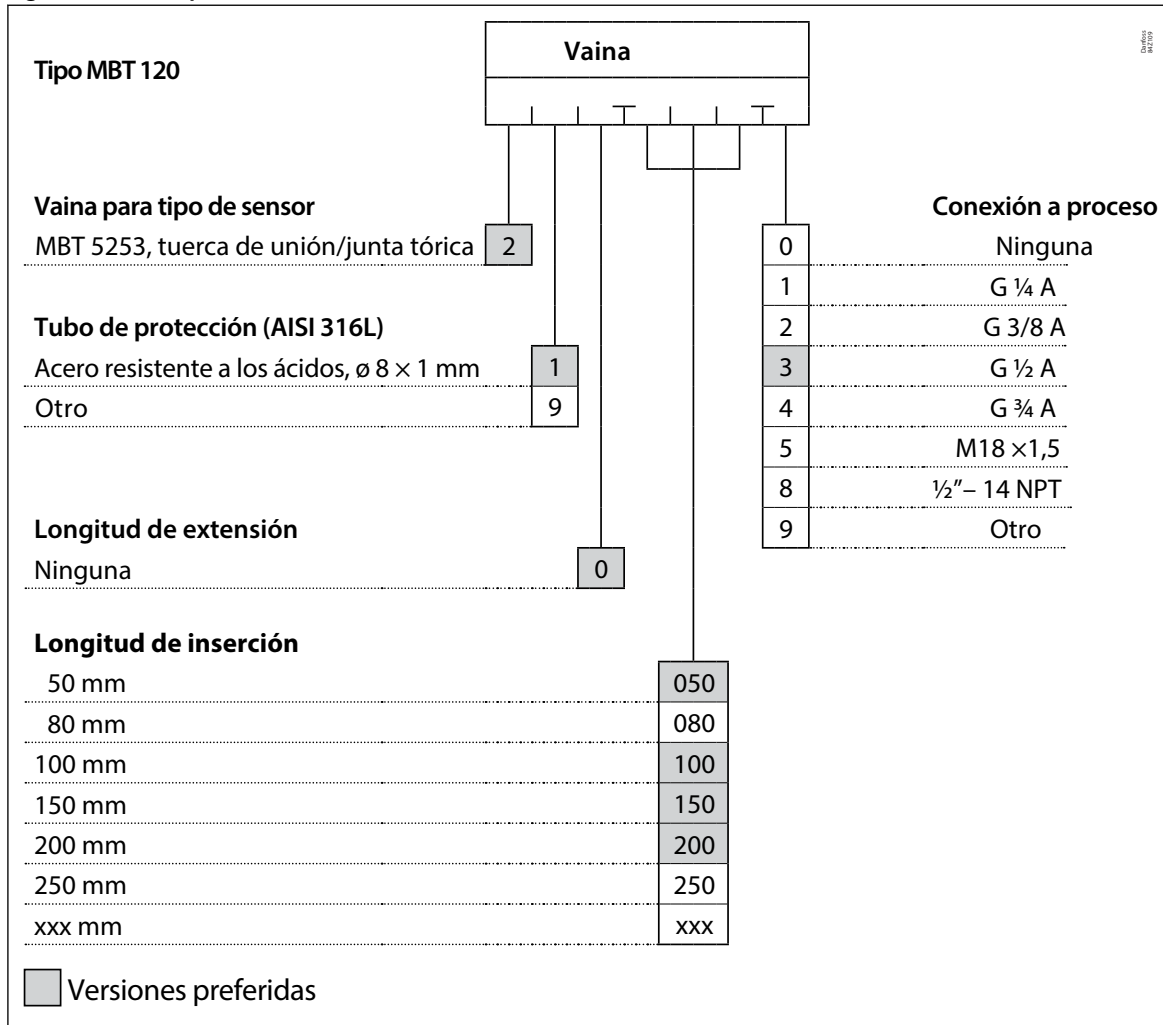 Vaina
Tipo MBT 120
Danfoss
84Z109
Vaina para tipo de sensor
MBT 5253, tuerca de unión/junta tórica 2
Tubo de protección (AISI 316L)
Acero resistente a los ácidos, ø 8 × 1 mm 1
Otro 9
Longitud de extensión
Ninguna 0
Longitud de inserción
50 mm 050
80 mm 080
100 mm 100
150 mm 150
200 mm 200
250 mm 250
xxx mm xxx
Conexión a proceso
0 Ninguna
1 G ¼ A
2 G 3/8 A
3 G ½ A
4 G ¾ A
5 M18 ×1,5
8 ½″– 14 NPT
9 Otro
Versiones preferidas